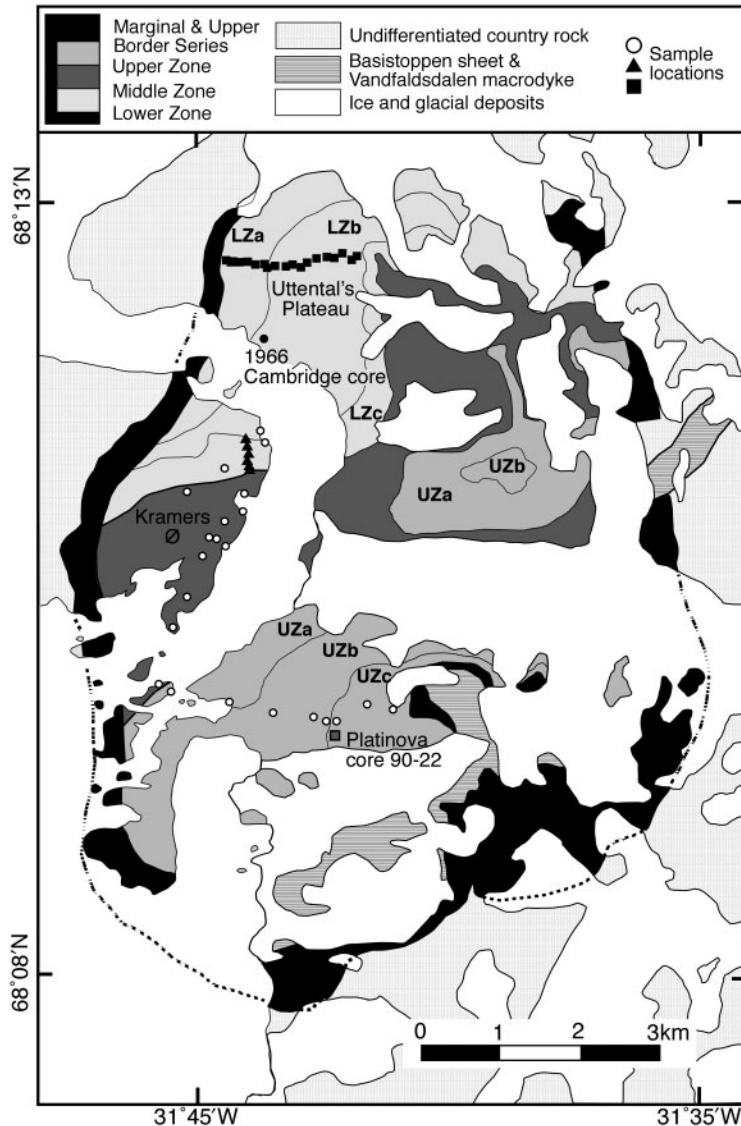 Marginal & Upper
Border Series
Upper Zone
Middle Zone
Lower Zone
Undifferentiated country rock
Basistoppen sheet &
Vandfaldsdalen macrodyke
Ice and glacial deposits
Sample
locations
68°13'N
LZa
LZb
Uttental's
Plateau
1966
Cambridge core
LZc
UZb
UZa
Kramers
Ø
UZa
UZb
UZc
Platinova
core 90-22
68°08'N
0 1 2 3km
31°45'W
31°35'W